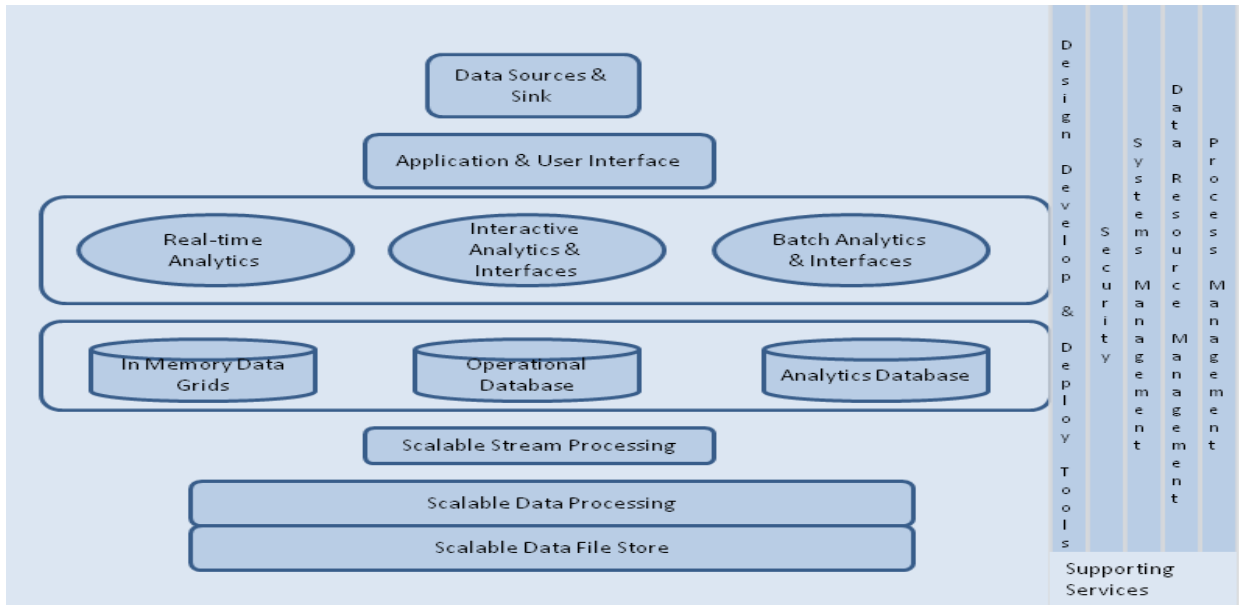 Data Sources &
Sink
Application & User Interface
Real-time
Analytics
Interactive
Analytics &
Interfaces
Batch Analytics
& Interfaces
In Memory Data
Grids
Operational
Database
Analytics Database
Scalable Stream Processing
Scalable Data Processing
Scalable Data File Store
Design Develop & Deploy Tools
Security
Systems Management
Data Resource Management
Process Management
Supporting
Services